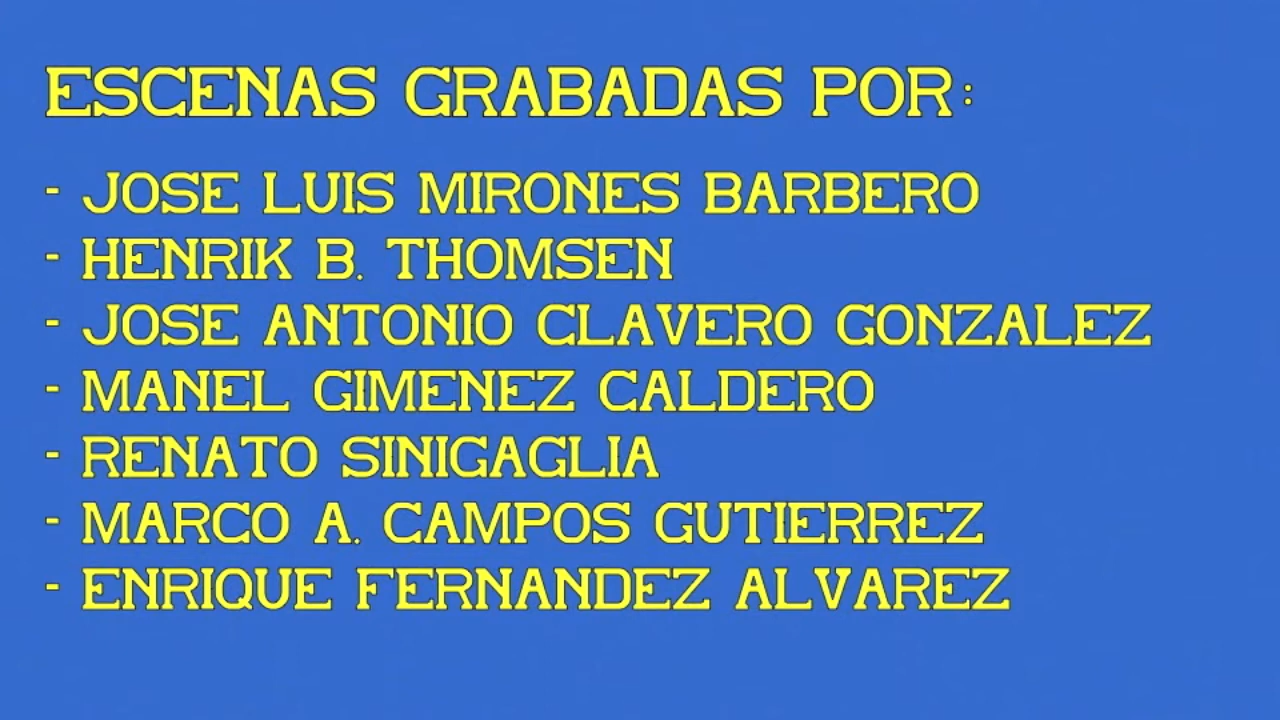 ESCENAS GRABADAS POR:
- JOSE LUIS MIRONES BARBERO
- HENRIK B. THOMSEN
- JOSE ANTONIO CLAVERO GONZALEZ
- MANEL GIMENEZ CALDERO
- RENATO SINIGAGLIA
- MARCO A. CAMPOS GUTIERREZ
- ENRIQUE FERNANDEZ ALVAREZ